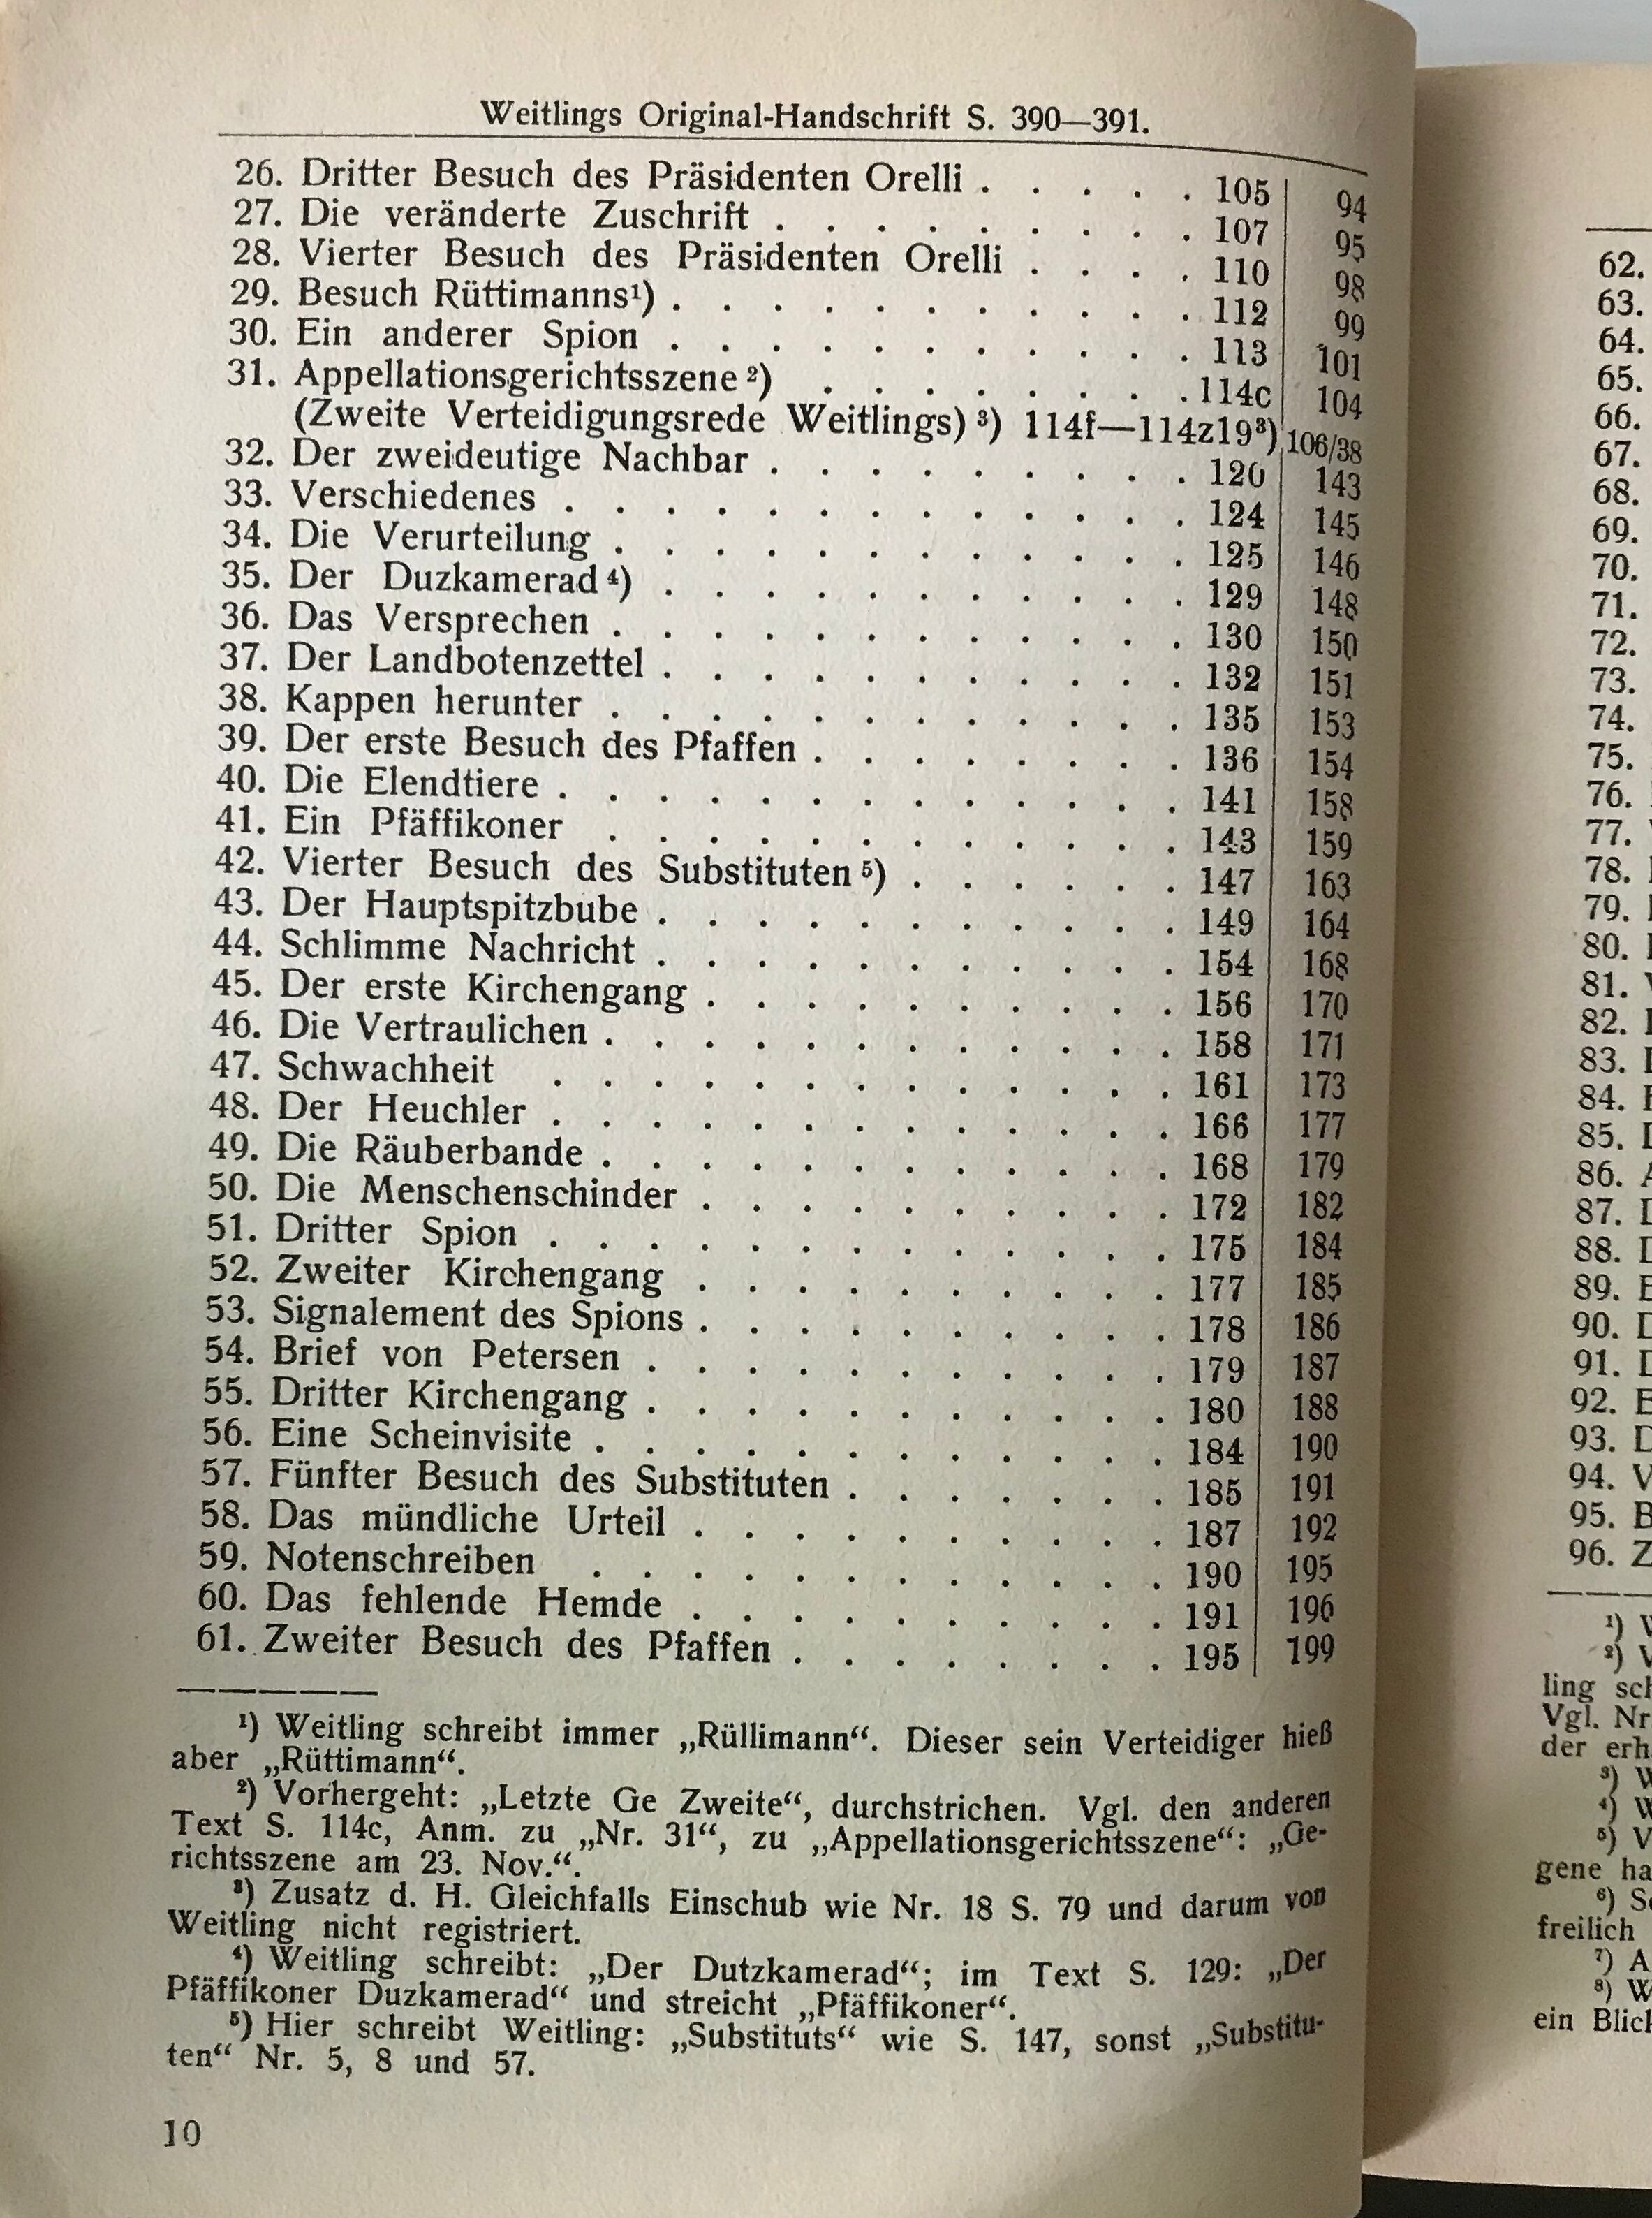 Weitlings Original-Handschrift S. 390—391.
26. Dritter Besuch des Präsidenten Orelli . . . . . 105 94
27. Die veränderte Zuschrift . . . . . . . . . 107 95
28. Vierter Besuch des Präsidenten Orelli . . . . 110 98
29. Besuch Rüttimanns¹) . . . . . . . . . . . 112 99
30. Ein anderer Spion . . . . . . . . . . . 113 101
31. Appellationsgerichtsszene ²) . . . . . . . . 114c 104
(Zweite Verteidigungsrede Weitlings) ³) 114f—114z19³) 106/38
32. Der zweideutige Nachbar . . . . . . . . . 120 143
33. Verschiedenes . . . . . . . . . . . . . 124 145
34. Die Verurteilung . . . . . . . . . . . . 125 146
35. Der Duzkamerad ⁴) . . . . . . . . . . . 129 148
36. Das Versprechen . . . . . . . . . . . . 130 150
37. Der Landbotenzettel . . . . . . . . . . . 132 151
38. Kappen herunter . . . . . . . . . . . . 135 153
39. Der erste Besuch des Pfaffen . . . . . . . . 136 154
40. Die Elendtiere . . . . . . . . . . . . . 141 158
41. Ein Pfäffikoner . . . . . . . . . . . . 143 159
42. Vierter Besuch des Substituten ⁵) . . . . . . 147 163
43. Der Hauptspitzbube . . . . . . . . . . . 149 164
44. Schlimme Nachricht . . . . . . . . . . . 154 168
45. Der erste Kirchengang . . . . . . . . . . 156 170
46. Die Vertraulichen . . . . . . . . . . . . 158 171
47. Schwachheit . . . . . . . . . . . . . 161 173
48. Der Heuchler . . . . . . . . . . . . . 166 177
49. Die Räuberbande . . . . . . . . . . . . 168 179
50. Die Menschenschinder . . . . . . . . . . 172 182
51. Dritter Spion . . . . . . . . . . . . . 175 184
52. Zweiter Kirchengang . . . . . . . . . . 177 185
53. Signalement des Spions . . . . . . . . . . 178 186
54. Brief von Petersen . . . . . . . . . . . 179 187
55. Dritter Kirchengang . . . . . . . . . . . 180 188
56. Eine Scheinvisite . . . . . . . . . . . . 184 190
57. Fünfter Besuch des Substituten . . . . . . . 185 191
58. Das mündliche Urteil . . . . . . . . . . 187 192
59. Notenschreiben . . . . . . . . . . . . 190 195
60. Das fehlende Hemde . . . . . . . . . . 191 196
61. Zweiter Besuch des Pfaffen . . . . . . . . 195 199
¹) Weitling schreibt immer „Rüllimann“. Dieser sein Verteidiger hieß
aber „Rüttimann“.
²) Vorhergeht: „Letzte Ge Zweite“, durchstrichen. Vgl. den anderen
Text S. 114c, Anm. zu „Nr. 31“, zu „Appellationsgerichtsszene“: „Ge-
richtsszene am 23. Nov.“.
³) Zusatz d. H. Gleichfalls Einschub wie Nr. 18 S. 79 und darum von
Weitling nicht registriert.
⁴) Weitling schreibt: „Der Dutzkamerad“; im Text S. 129: „Der
Pfäffikoner Duzkamerad“ und streicht „Pfäffikoner“.
⁵) Hier schreibt Weitling: „Substituts“ wie S. 147, sonst „Substitu-
ten“ Nr. 5, 8 und 57.
10
62.
63.
64.
65.
66.
67.
68.
69.
70.
71.
72.
73.
74.
75.
76.
77.
78.
79.
80.
81.
82.
83.
84.
85.
86.
87.
88.
89.
90.
91.
92.
93.
94.
95.
96.
¹)
²)
ling
Vgl. Nr
der
³)
⁴)
⁵)
gene
⁶)
freilich
⁷)
⁸)
ein